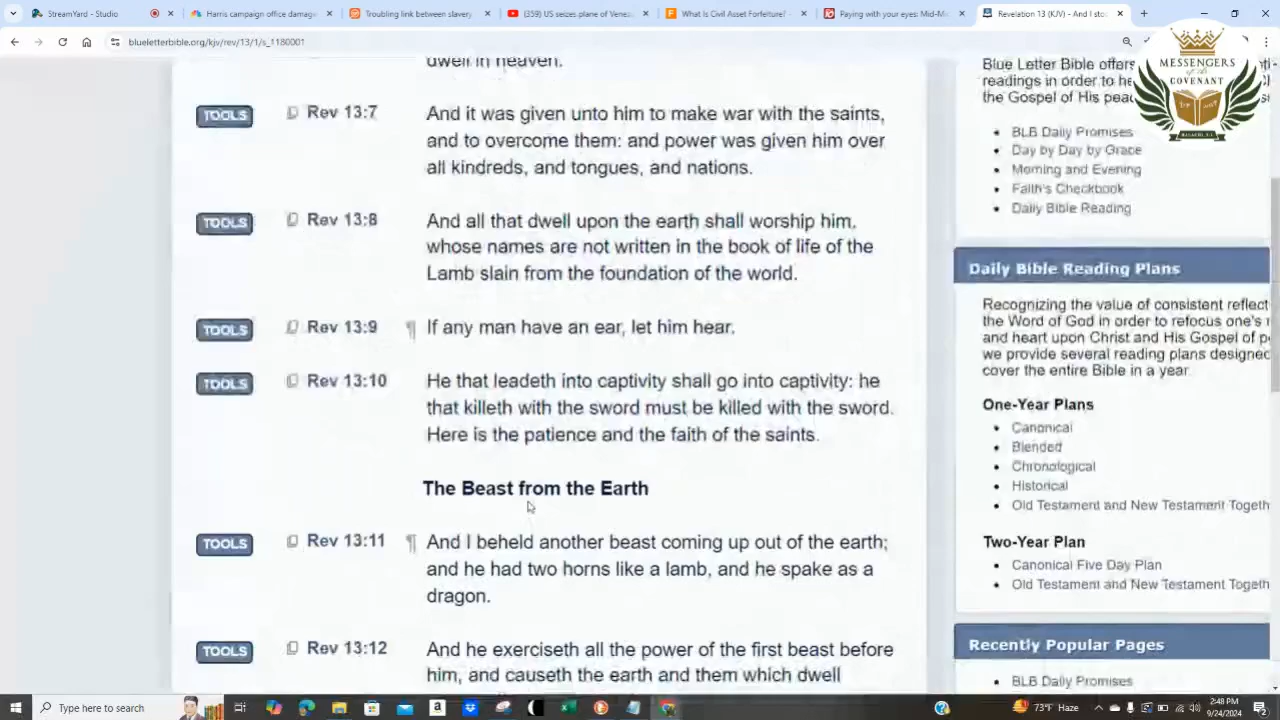 StreamYard - Studio
Harris campaign office damage
Troubling link between slavery
(359) US seizes plane of Venez
What Is Civil Asset Forfeiture?
Paying with your eyes: Mid-M
Revelation 13 (KJV) - And I sto
blueletterbible.org/kjv/rev/13/1/s_1180001
MESSENGERS
of the
COVENANT
dwell in heaven.
TOOLS Rev 13:7 And it was given unto him to make war with the saints,
and to overcome them: and power was given him over
all kindreds, and tongues, and nations.
TOOLS Rev 13:8 And all that dwell upon the earth shall worship him,
whose names are not written in the book of life of the
Lamb slain from the foundation of the world.
TOOLS Rev 13:9 ¶ If any man have an ear, let him hear.
TOOLS Rev 13:10 He that leadeth into captivity shall go into captivity: he
that killeth with the sword must be killed with the sword.
Here is the patience and the faith of the saints.
The Beast from the Earth
TOOLS Rev 13:11 ¶ And I beheld another beast coming up out of the earth;
and he had two horns like a lamb, and he spake as a
dragon.
TOOLS Rev 13:12 And he exerciseth all the power of the first beast before
him, and causeth the earth and them which dwell
Blue Letter Bible offers
readings in order to he
the Gospel of His peac
BLB Daily Promises
Day by Day by Grace
Morning and Evening
Faith's Checkbook
Daily Bible Reading
Daily Bible Reading Plans
Recognizing the value of consistent reflect
the Word of God in order to refocus one's
and heart upon Christ and His Gospel of p
we provide several reading plans designed
cover the entire Bible in a year.
One-Year Plans
Canonical
Blended
Chronological
Historical
Old Testament and New Testament Togeth
Two-Year Plan
Canonical Five Day Plan
Old Testament and New Testament Togeth
Recently Popular Pages
BLB Daily Promises
Type here to search
73°F Haze
2:48 PM
9/24/2024